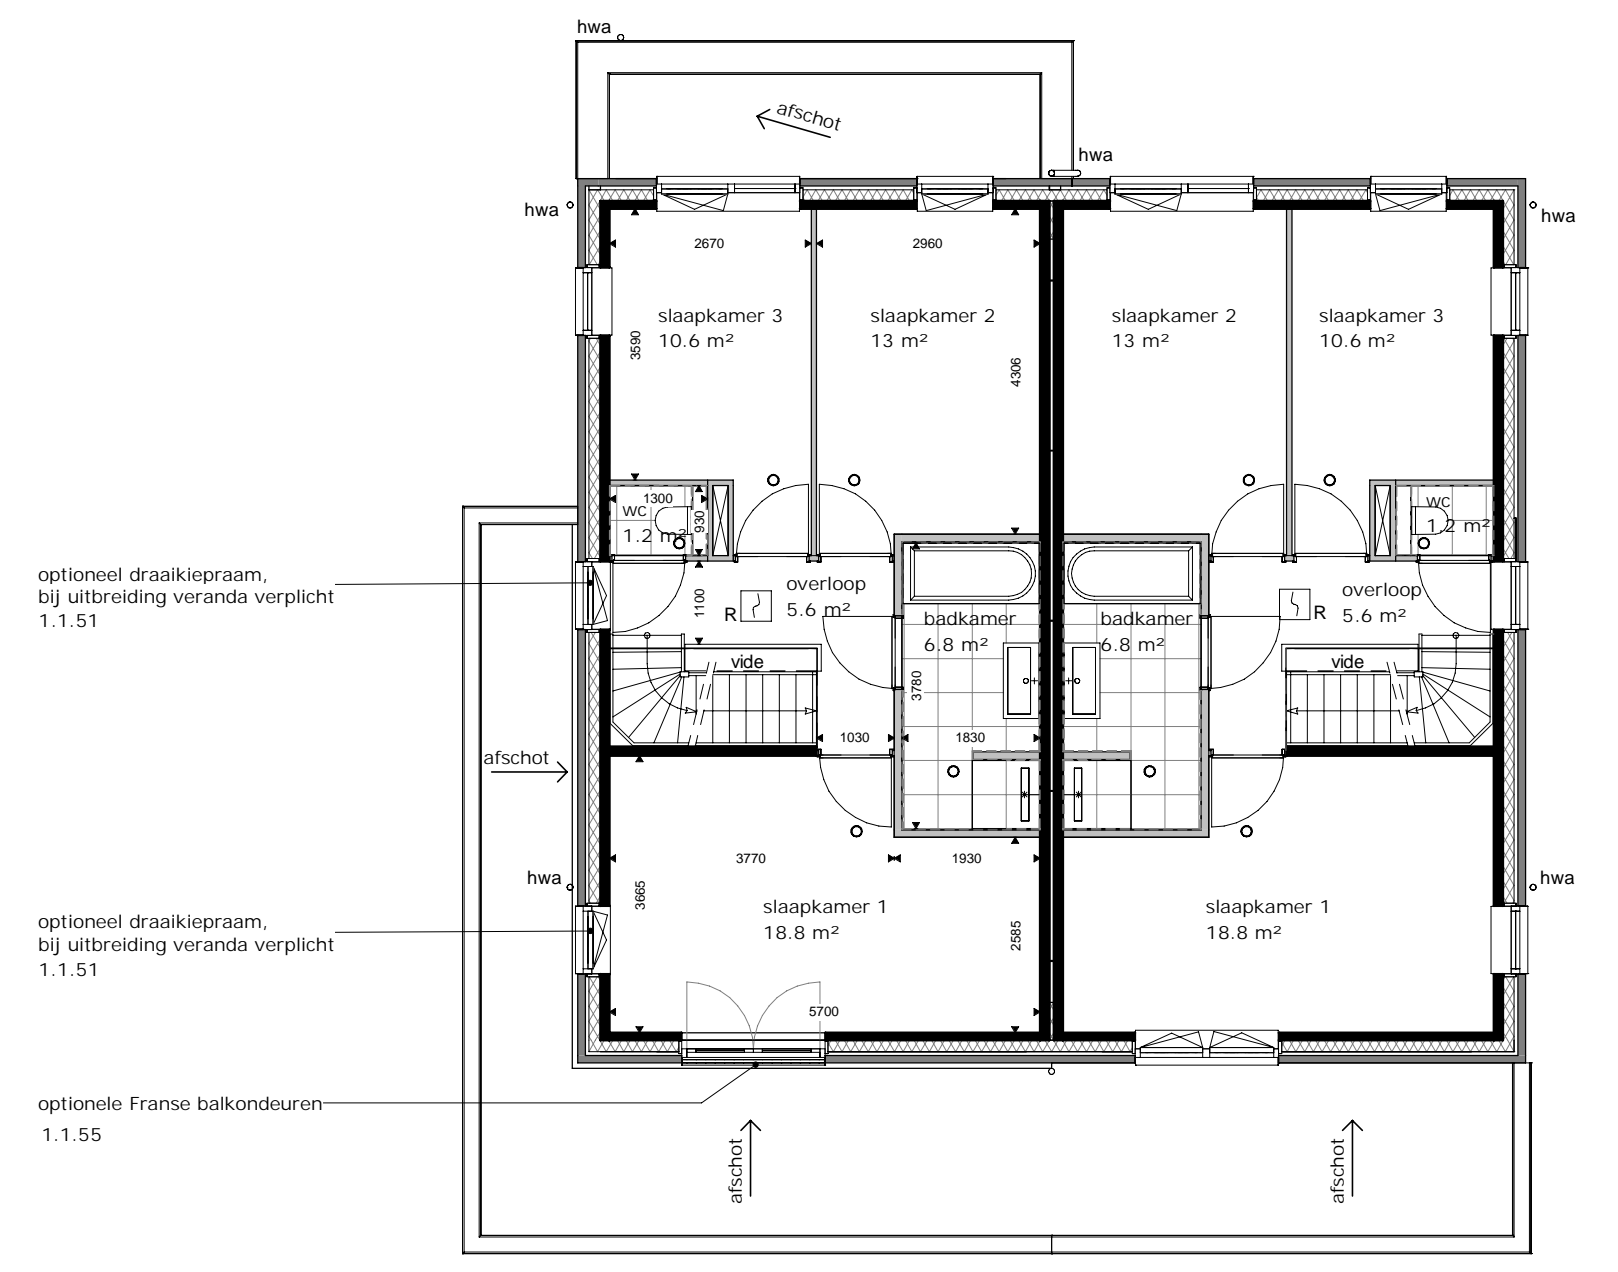 hwa
afschot
hwa
hwa
hwa
2670
2960
slaapkamer 3
10.6 m²
slaapkamer 2
13 m²
slaapkamer 2
13 m²
slaapkamer 3
10.6 m²
3590
4306
1300
wc
1.2 m²
930
wc
1.2 m²
optioneel draaikiepraam,
bij uitbreiding veranda verplicht
1.1.51
1100
R
overloop
5.6 m²
badkamer
6.8 m²
badkamer
6.8 m²
R
overloop
5.6 m²
vide
vide
3780
1030
1830
afschot
3770
1930
hwa
hwa
3665
slaapkamer 1
18.8 m²
2585
slaapkamer 1
18.8 m²
optioneel draaikiepraam,
bij uitbreiding veranda verplicht
1.1.51
5700
optionele Franse balkondeuren
1.1.55
afschot
afschot